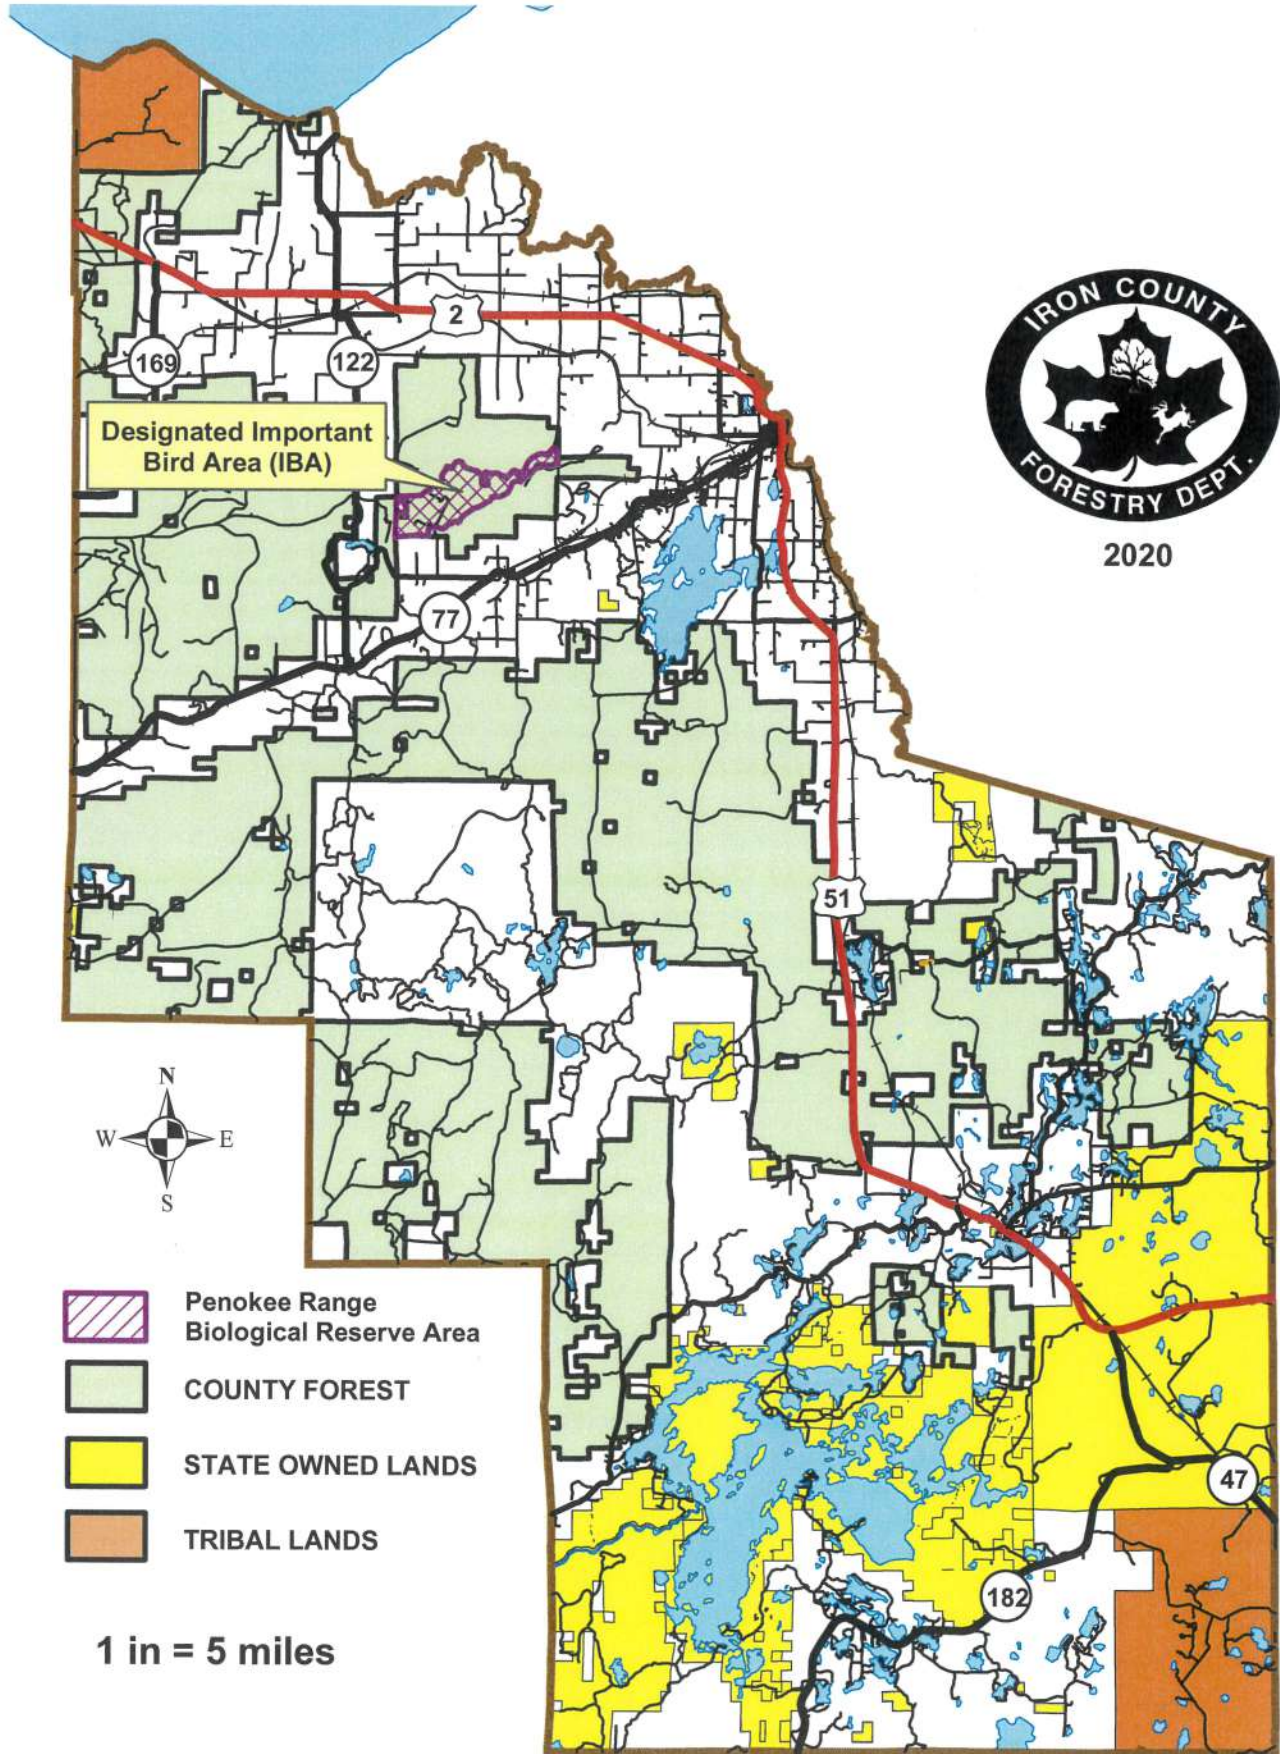 IRON COUNTY
FORESTRY DEPT.
2020
2
169
122
Designated Important
Bird Area (IBA)
77
51
N
W
E
S
Penokee Range
Biological Reserve Area
COUNTY FOREST
STATE OWNED LANDS
TRIBAL LANDS
47
182
1 in = 5 miles